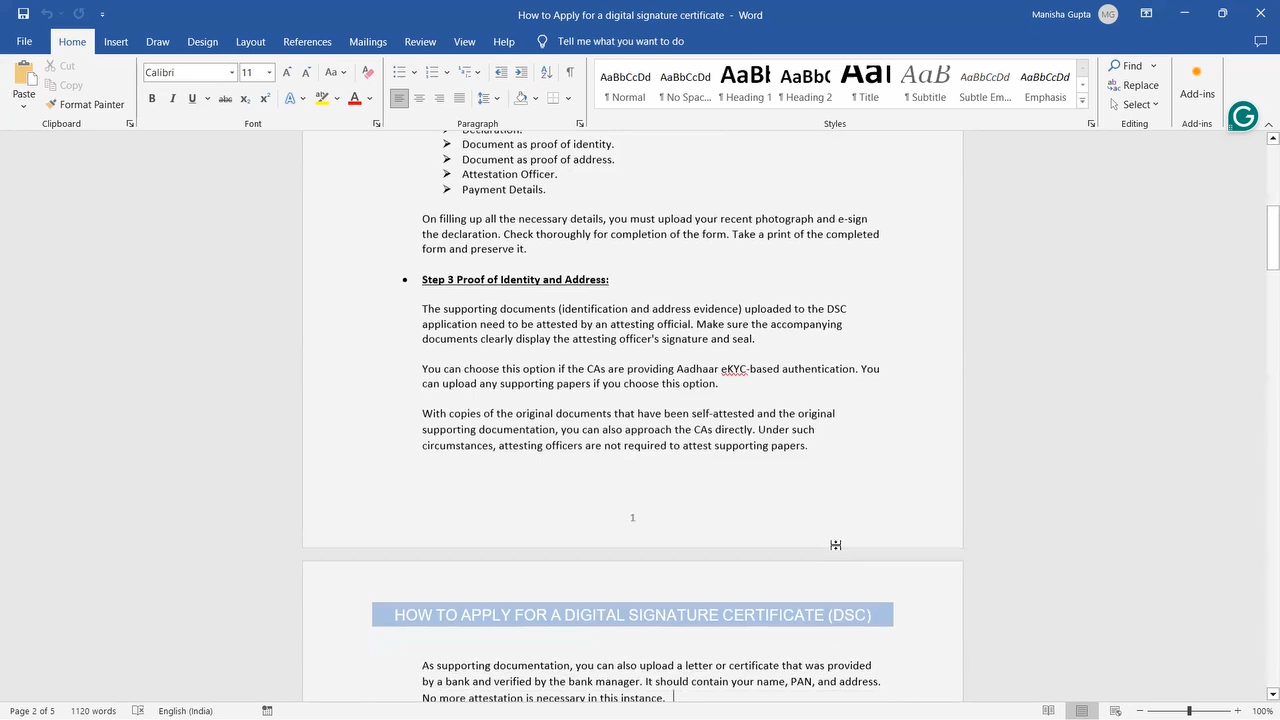 How to Apply for a digital signature certificate - Word
Manisha Gupta
MG
File Home Insert Draw Design Layout References Mailings Review View Help Tell me what you want to do
Paste
Cut
Copy
Format Painter
Clipboard
Calibri 11
Aa
B I U abc x₂ x² A A
Font
Paragraph
AaBbCcDd AaBbCcDd AaBb( AaBbC AaB AaB AaBbCcDd AaBbCcDd
¶ Normal ¶ No Spac... ¶ Heading 1 ¶ Heading 2 ¶ Title ¶ Subtitle Subtle Em... Emphasis
Styles
Find
Replace
Select
Editing
Add-ins
Add-ins
G
Declaration.
➢ Document as proof of identity.
➢ Document as proof of address.
➢ Attestation Officer.
➢ Payment Details.
On filling up all the necessary details, you must upload your recent photograph and e-sign
the declaration. Check thoroughly for completion of the form. Take a print of the completed
form and preserve it.
• Step 3 Proof of Identity and Address:
The supporting documents (identification and address evidence) uploaded to the DSC
application need to be attested by an attesting official. Make sure the accompanying
documents clearly display the attesting officer's signature and seal.
You can choose this option if the CAs are providing Aadhaar eKYC-based authentication. You
can upload any supporting papers if you choose this option.
With copies of the original documents that have been self-attested and the original
supporting documentation, you can also approach the CAs directly. Under such
circumstances, attesting officers are not required to attest supporting papers.
1
HOW TO APPLY FOR A DIGITAL SIGNATURE CERTIFICATE (DSC)
As supporting documentation, you can also upload a letter or certificate that was provided
by a bank and verified by the bank manager. It should contain your name, PAN, and address.
No more attestation is necessary in this instance.
Page 2 of 5 1120 words English (India) 100%